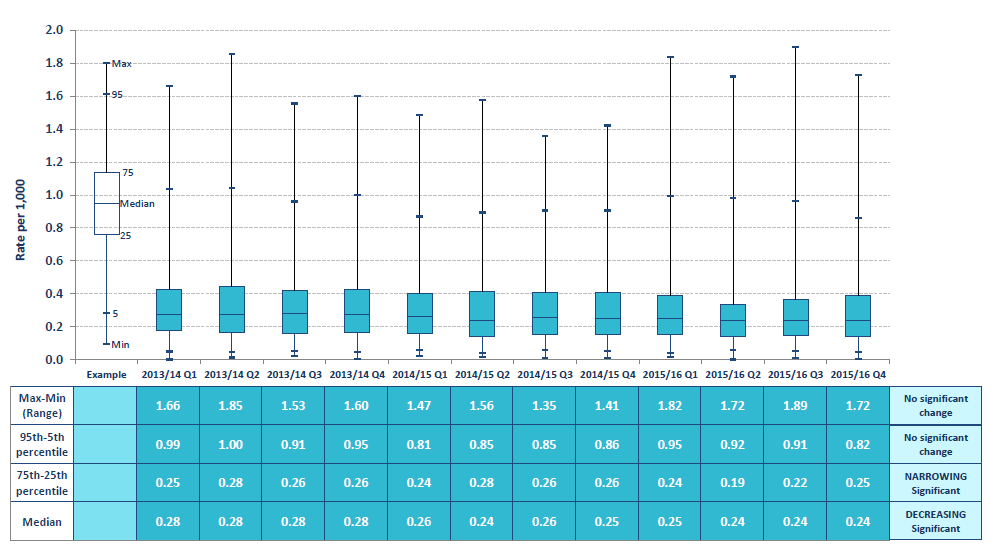 2.0
1.8
1.6
1.4
1.2
1.0
0.8
0.6
0.4
0.2
0.0
Rate per 1,000
Max
95
75
Median
25
5
Min
Example 2013/14 Q1 2013/14 Q2 2013/14 Q3 2013/14 Q4 2014/15 Q1 2014/15 Q2 2014/15 Q3 2014/15 Q4 2015/16 Q1 2015/16 Q2 2015/16 Q3 2015/16 Q4
Max-Min
(Range)
1.66 1.85 1.53 1.60 1.47 1.56 1.35 1.41 1.82 1.72 1.89 1.72
No significant
change
95th-5th
percentile
0.99 1.00 0.91 0.95 0.81 0.85 0.85 0.86 0.95 0.92 0.91 0.82
No significant
change
75th-25th
percentile
0.25 0.28 0.26 0.26 0.24 0.28 0.26 0.26 0.24 0.19 0.22 0.25
NARROWING
Significant
Median
0.28 0.28 0.28 0.28 0.26 0.24 0.26 0.25 0.25 0.24 0.24 0.24
DECREASING
Significant